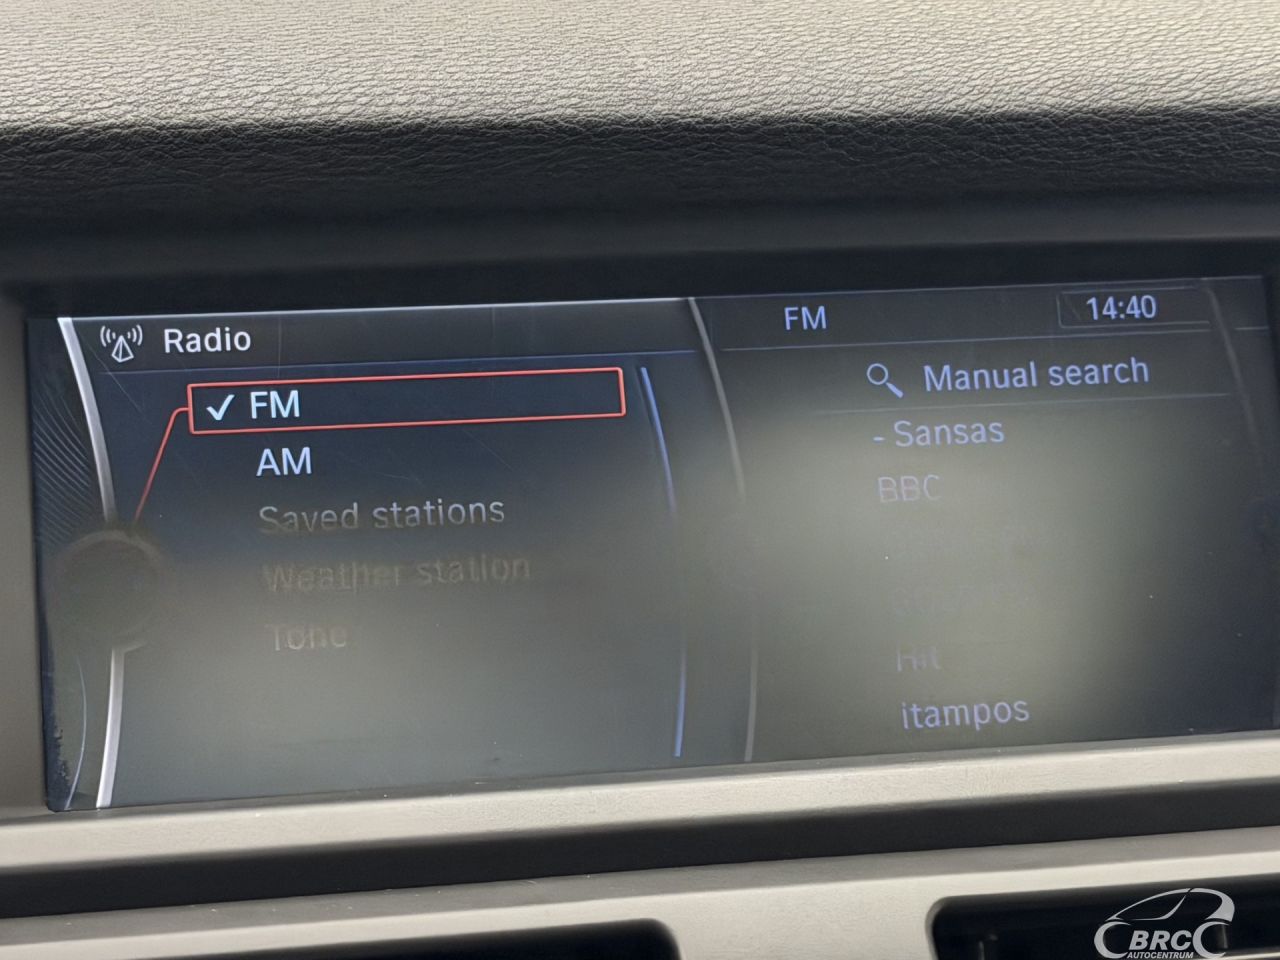 Radio
FM
14:40
FM
AM
Saved stations
Weather station
Tone
Manual search
- Sansas
BBC
Hit
itampos
BRC
AUTOCENTRUM